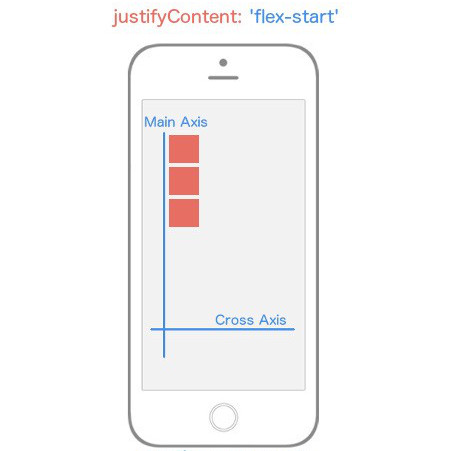 justifyContent: 'flex-start'
Main Axis
Cross Axis